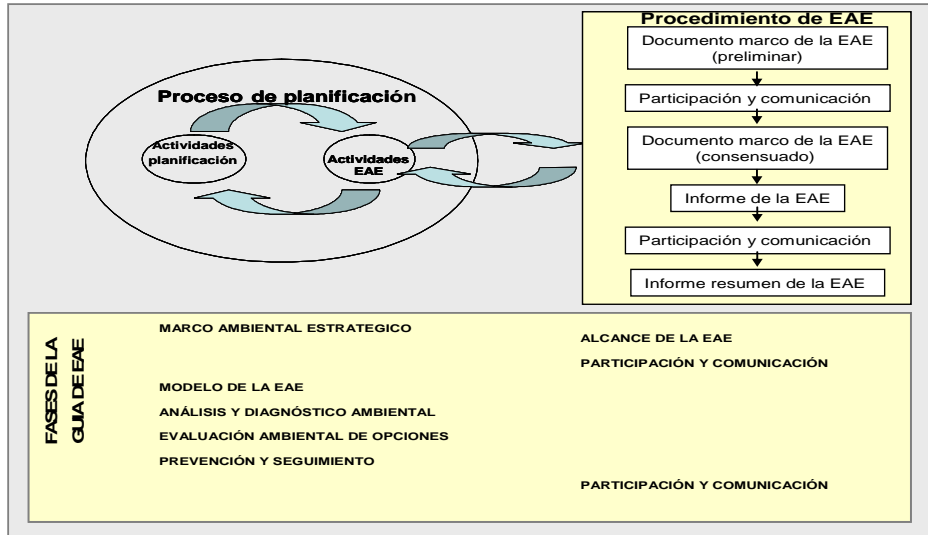 Procedimiento de EAE
Documento marco de la EAE
(preliminar)
Participación y comunicación
Documento marco de la EAE
(consensuado)
Informe de la EAE
Participación y comunicación
Informe resumen de la EAE
Proceso de planificación
Actividades
planificación
Actividades
EAE
FASES DE LA
GUIA DE EAE
MARCO AMBIENTAL ESTRATEGICO
ALCANCE DE LA EAE
PARTICIPACIÓN Y COMUNICACIÓN
MODELO DE LA EAE
ANÁLISIS Y DIAGNÓSTICO AMBIENTAL
EVALUACIÓN AMBIENTAL DE OPCIONES
PREVENCIÓN Y SEGUIMIENTO
PARTICIPACIÓN Y COMUNICACIÓN